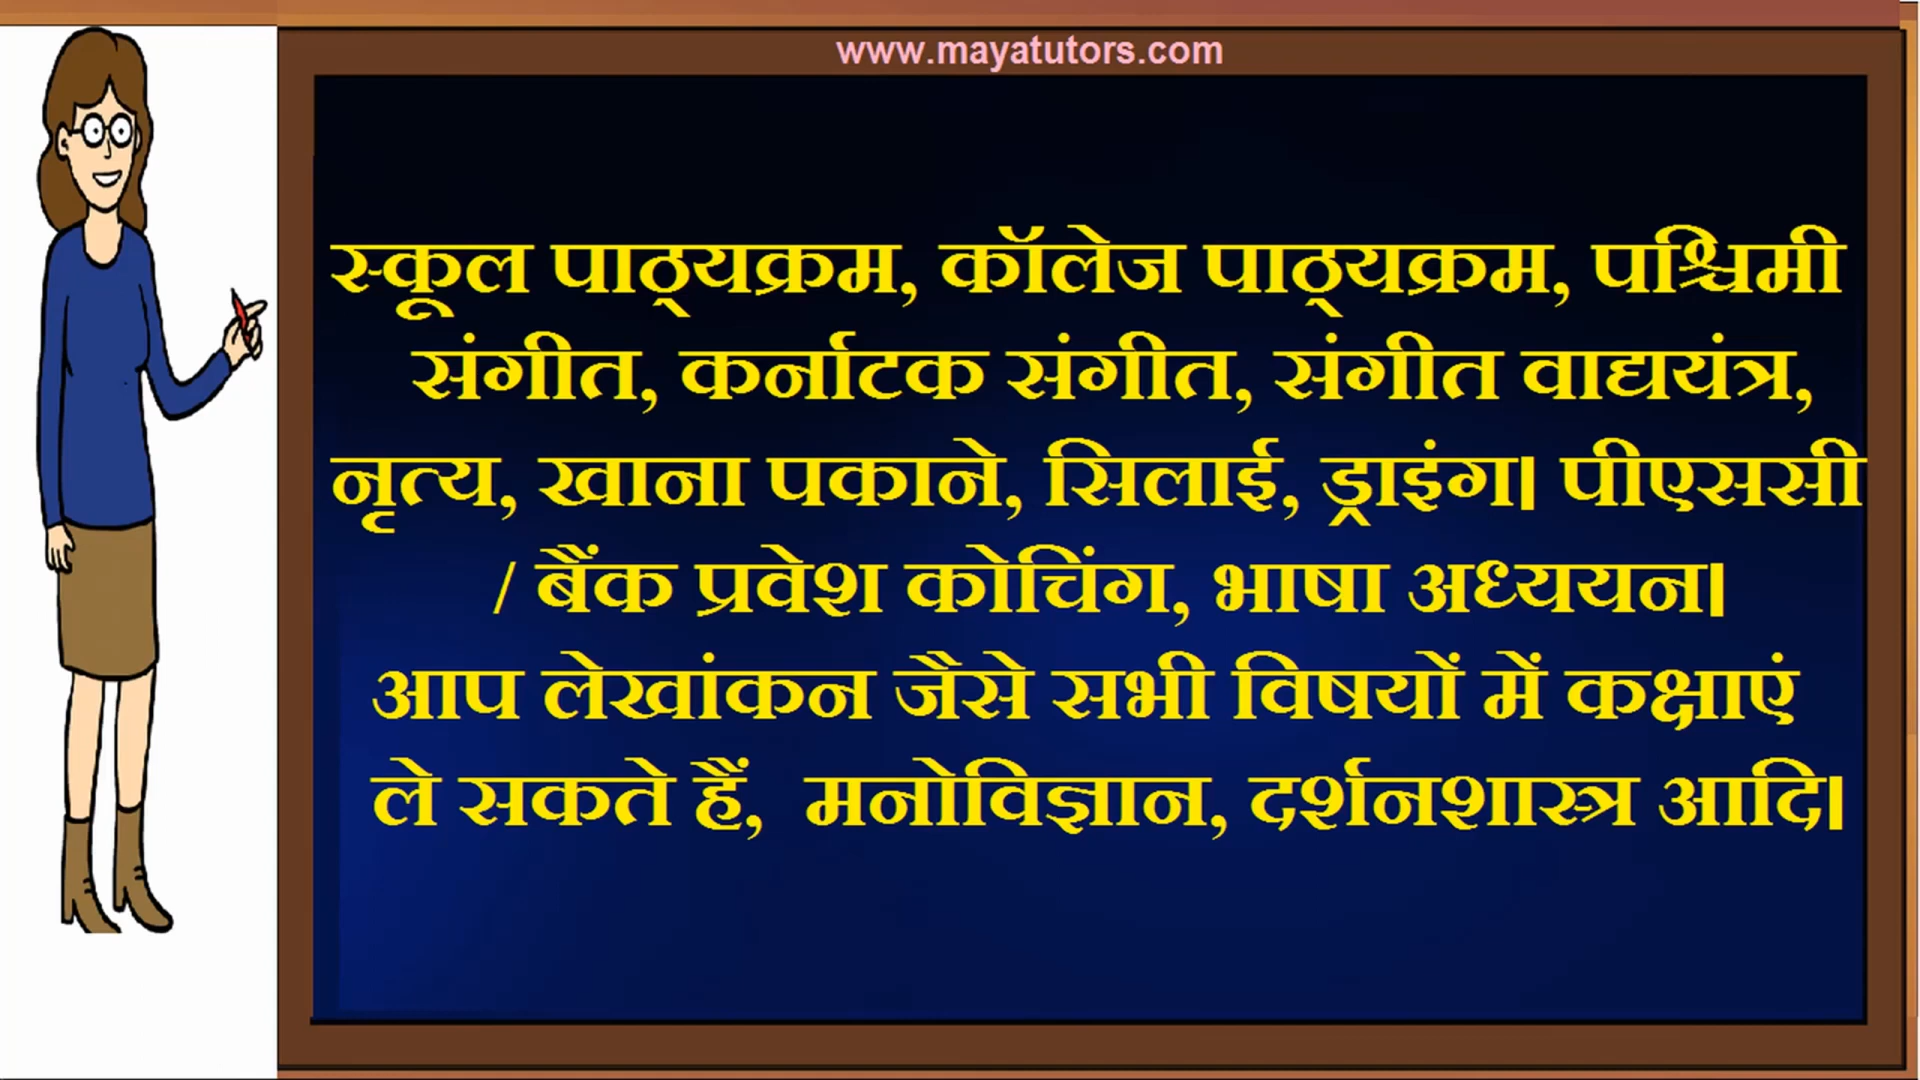 www.mayatutors.com
स्कूल पाठ्यक्रम, कॉलेज पाठ्यक्रम, पश्चिमी
संगीत, कर्नाटक संगीत, संगीत वाद्ययंत्र,
नृत्य, खाना पकाने, सिलाई, ड्राइंग। पीएससी
/ बैंक प्रवेश कोचिंग, भाषा अध्ययन।
आप लेखांकन जैसे सभी विषयों में कक्षाएं
ले सकते हैं, मनोविज्ञान, दर्शनशास्त्र आदि।